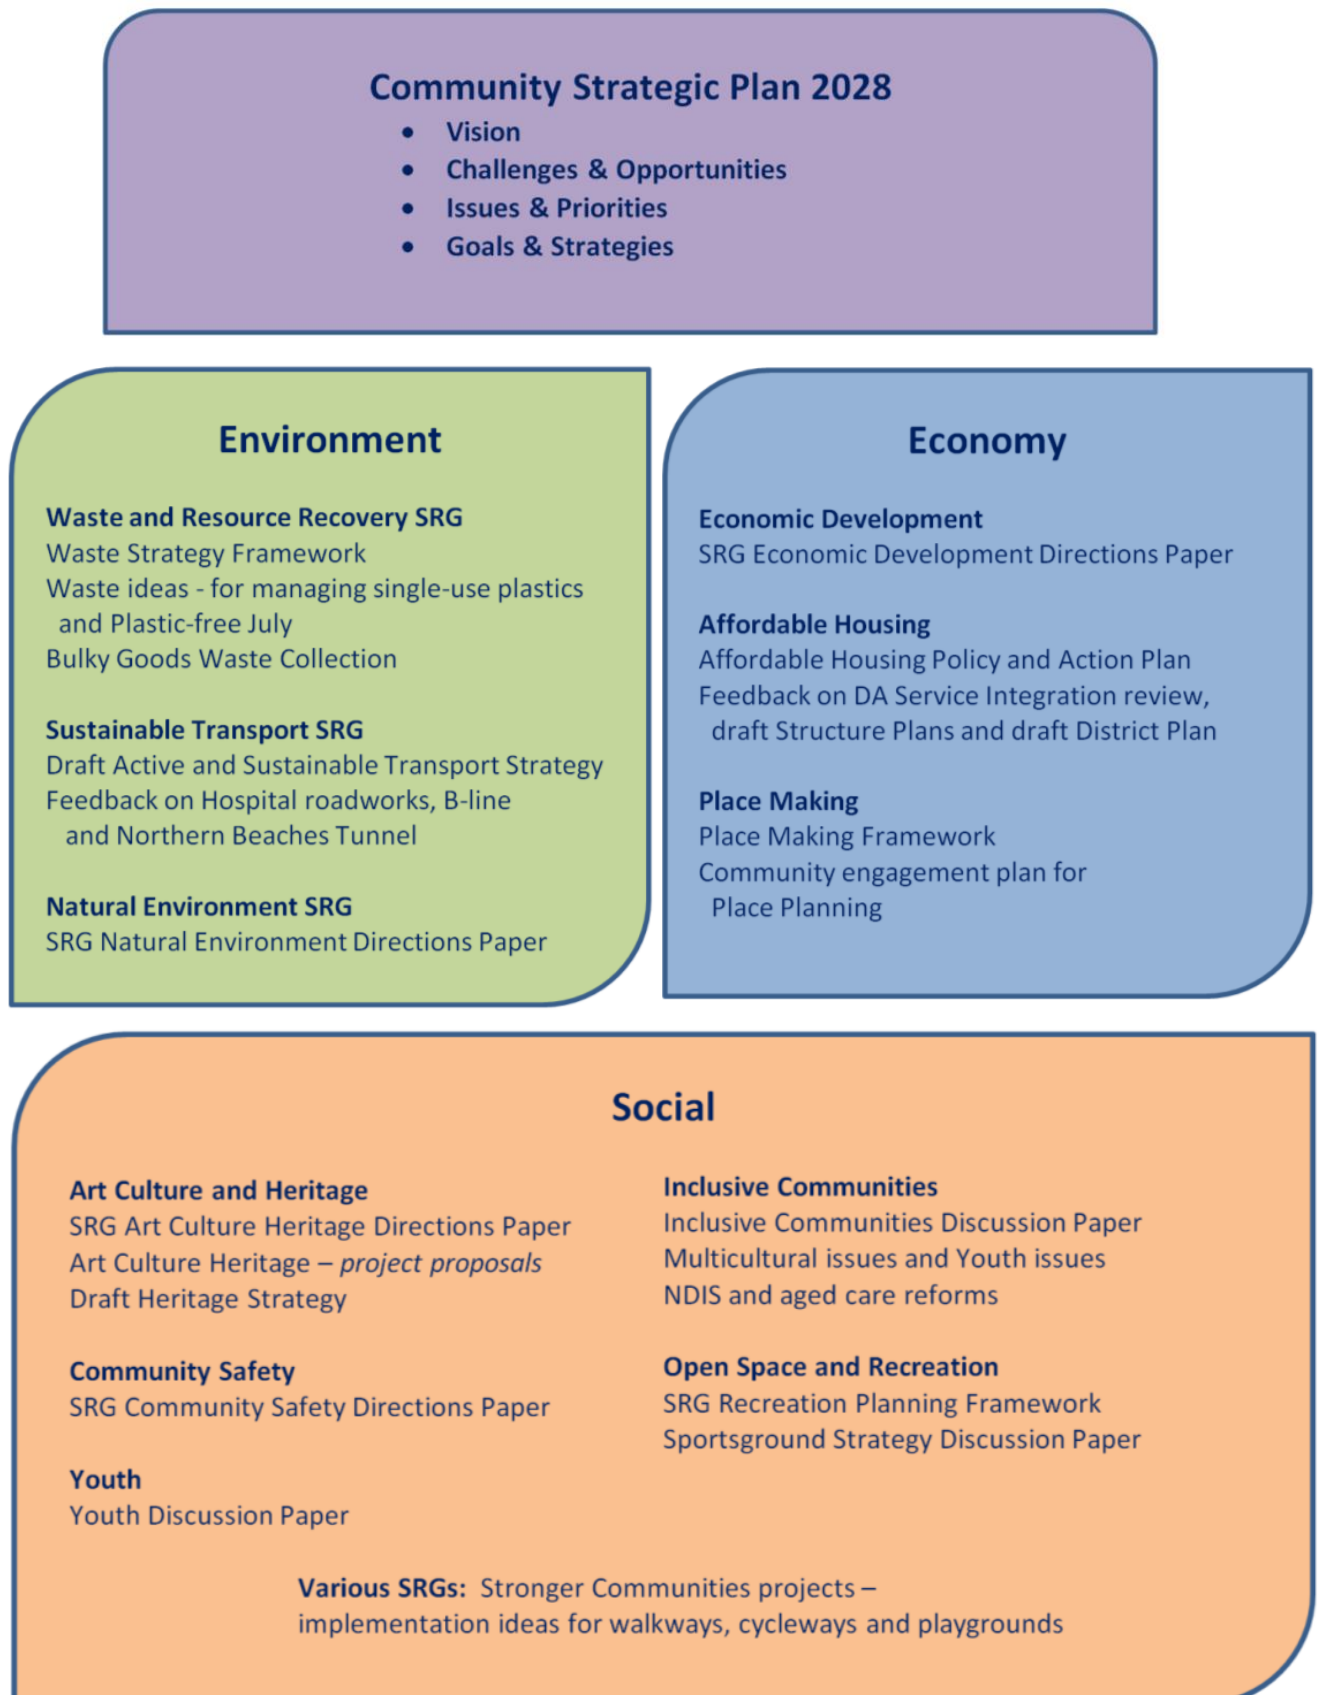 Community Strategic Plan 2028
• Vision
• Challenges & Opportunities
• Issues & Priorities
• Goals & Strategies
Environment
Waste and Resource Recovery SRG
Waste Strategy Framework
Waste ideas - for managing single-use plastics
and Plastic-free July
Bulky Goods Waste Collection
Sustainable Transport SRG
Draft Active and Sustainable Transport Strategy
Feedback on Hospital roadworks, B-line
and Northern Beaches Tunnel
Natural Environment SRG
SRG Natural Environment Directions Paper
Economy
Economic Development
SRG Economic Development Directions Paper
Affordable Housing
Affordable Housing Policy and Action Plan
Feedback on DA Service Integration review,
draft Structure Plans and draft District Plan
Place Making
Place Making Framework
Community engagement plan for
Place Planning
Social
Art Culture and Heritage
SRG Art Culture Heritage Directions Paper
Art Culture Heritage – project proposals
Draft Heritage Strategy
Community Safety
SRG Community Safety Directions Paper
Youth
Youth Discussion Paper
Inclusive Communities
Inclusive Communities Discussion Paper
Multicultural issues and Youth issues
NDIS and aged care reforms
Open Space and Recreation
SRG Recreation Planning Framework
Sportsground Strategy Discussion Paper
Various SRGs: Stronger Communities projects –
implementation ideas for walkways, cycleways and playgrounds